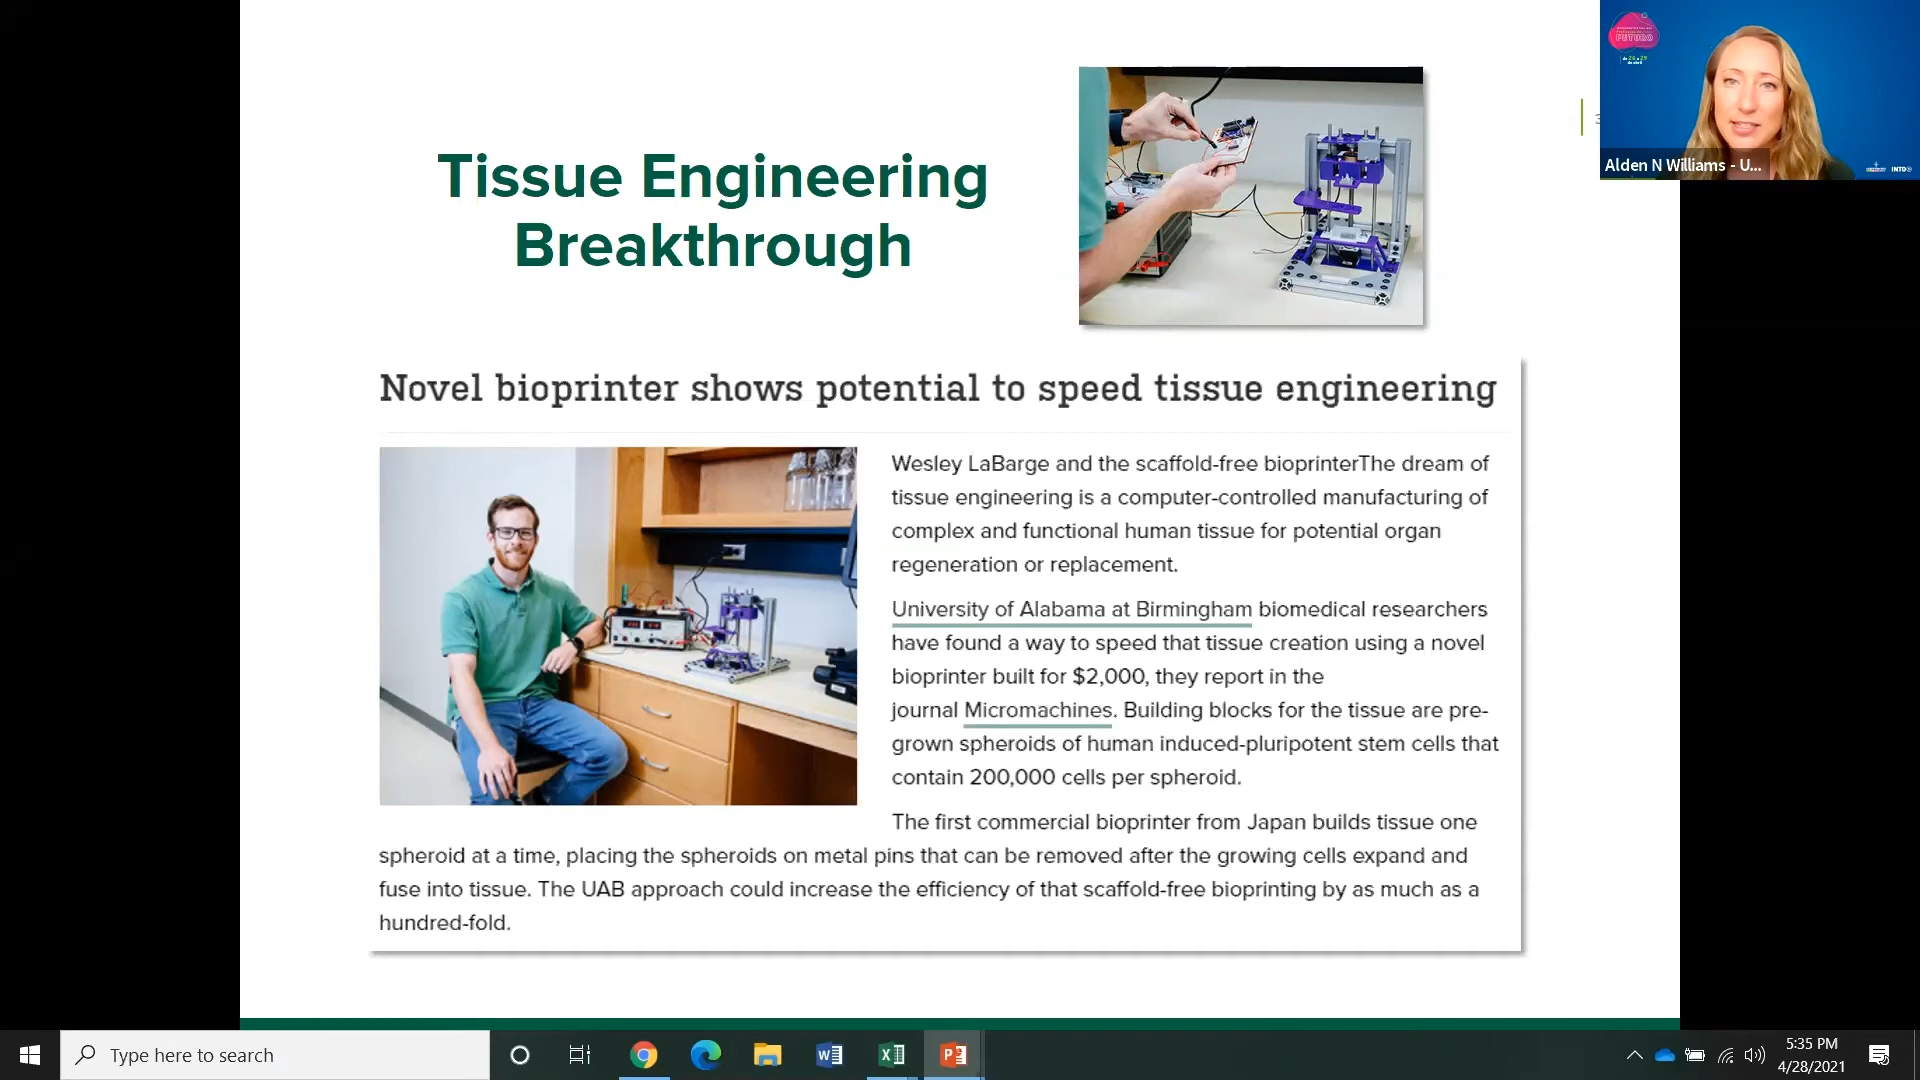 Tissue Engineering
Breakthrough
FUTURO
Alden N Williams - U...
INTO
Novel bioprinter shows potential to speed tissue engineering
Wesley LaBarge and the scaffold-free bioprinterThe dream of
tissue engineering is a computer-controlled manufacturing of
complex and functional human tissue for potential organ
regeneration or replacement.
University of Alabama at Birmingham biomedical researchers
have found a way to speed that tissue creation using a novel
bioprinter built for $2,000, they report in the
journal Micromachines. Building blocks for the tissue are pre-
grown spheroids of human induced-pluripotent stem cells that
contain 200,000 cells per spheroid.
The first commercial bioprinter from Japan builds tissue one
spheroid at a time, placing the spheroids on metal pins that can be removed after the growing cells expand and
fuse into tissue. The UAB approach could increase the efficiency of that scaffold-free bioprinting by as much as a
hundred-fold.
Type here to search
5:35 PM
4/28/2021